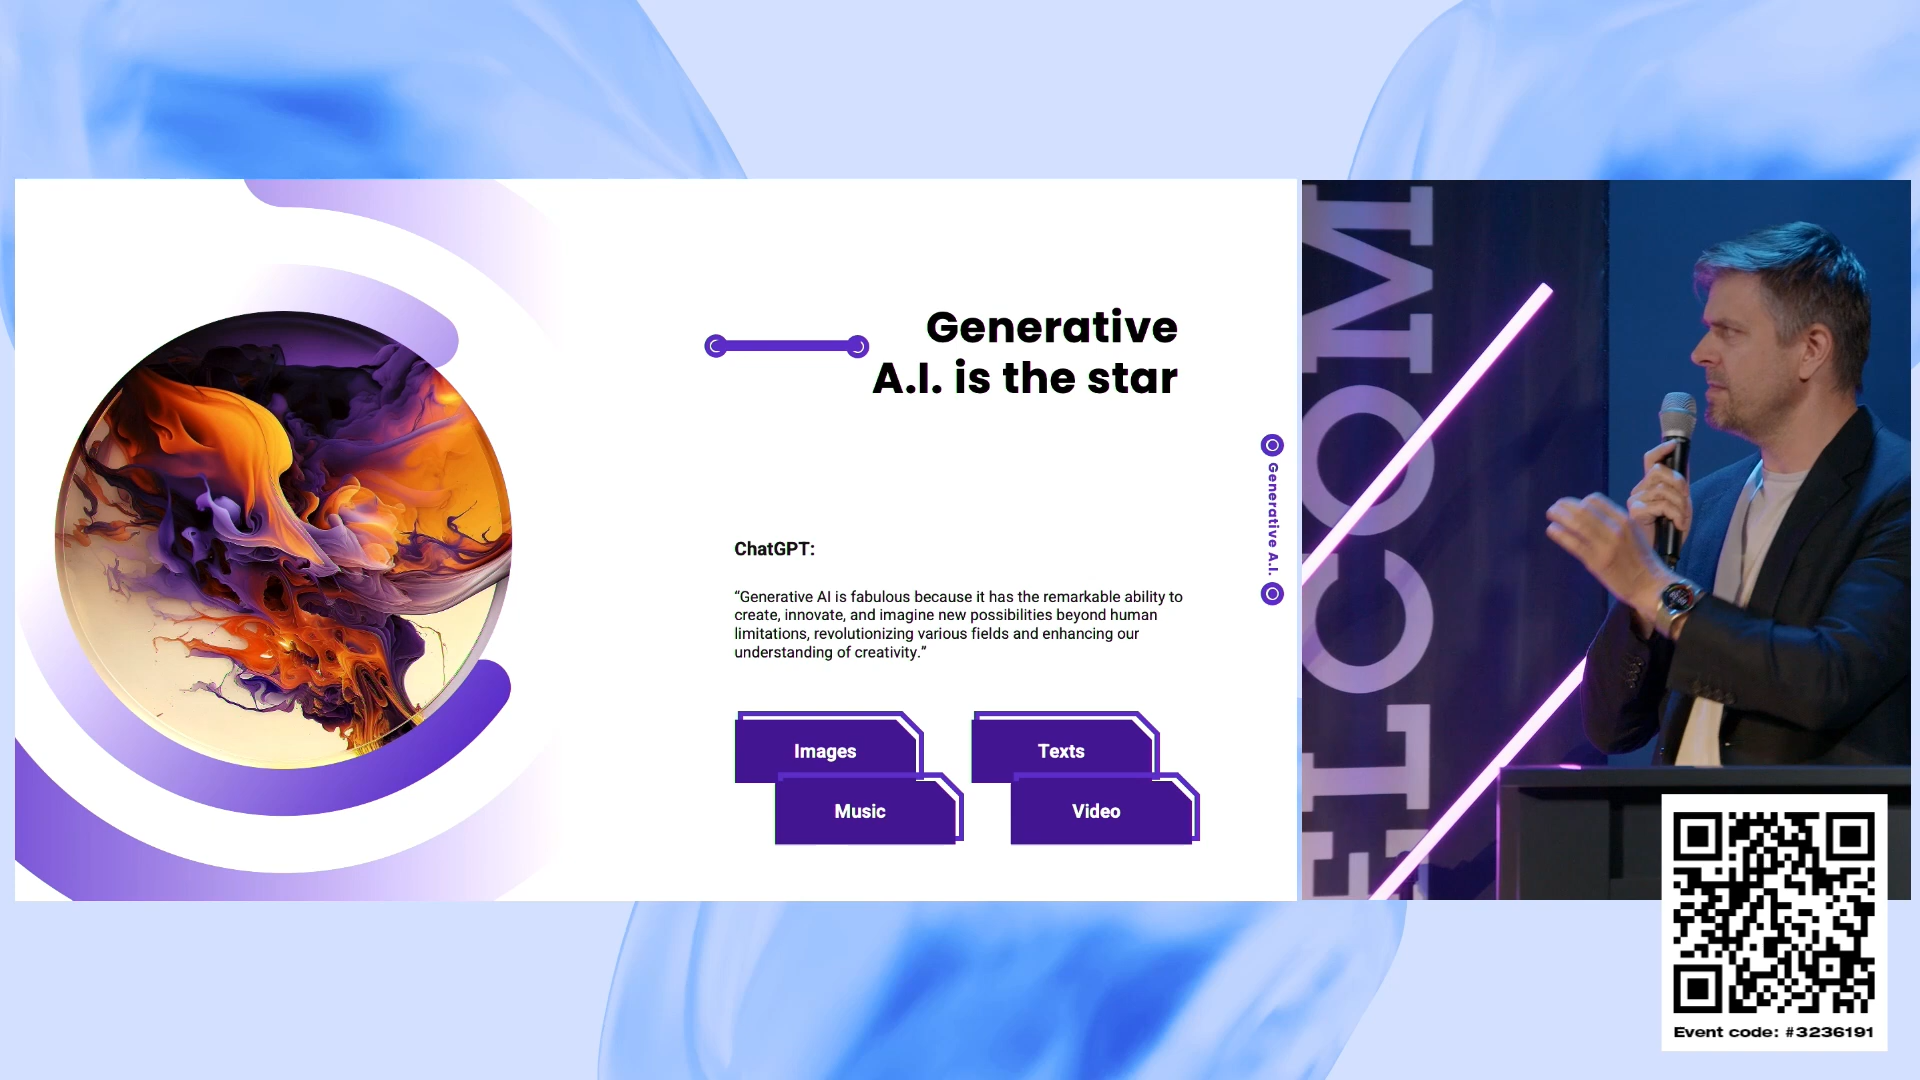 Generative
A.I. is the star
ChatGPT:
“Generative AI is fabulous because it has the remarkable ability to
create, innovate, and imagine new possibilities beyond human
limitations, revolutionizing various fields and enhancing our
understanding of creativity.”
Images
Texts
Music
Video
Generative A.I.
ELCOM
Event code: #3236191